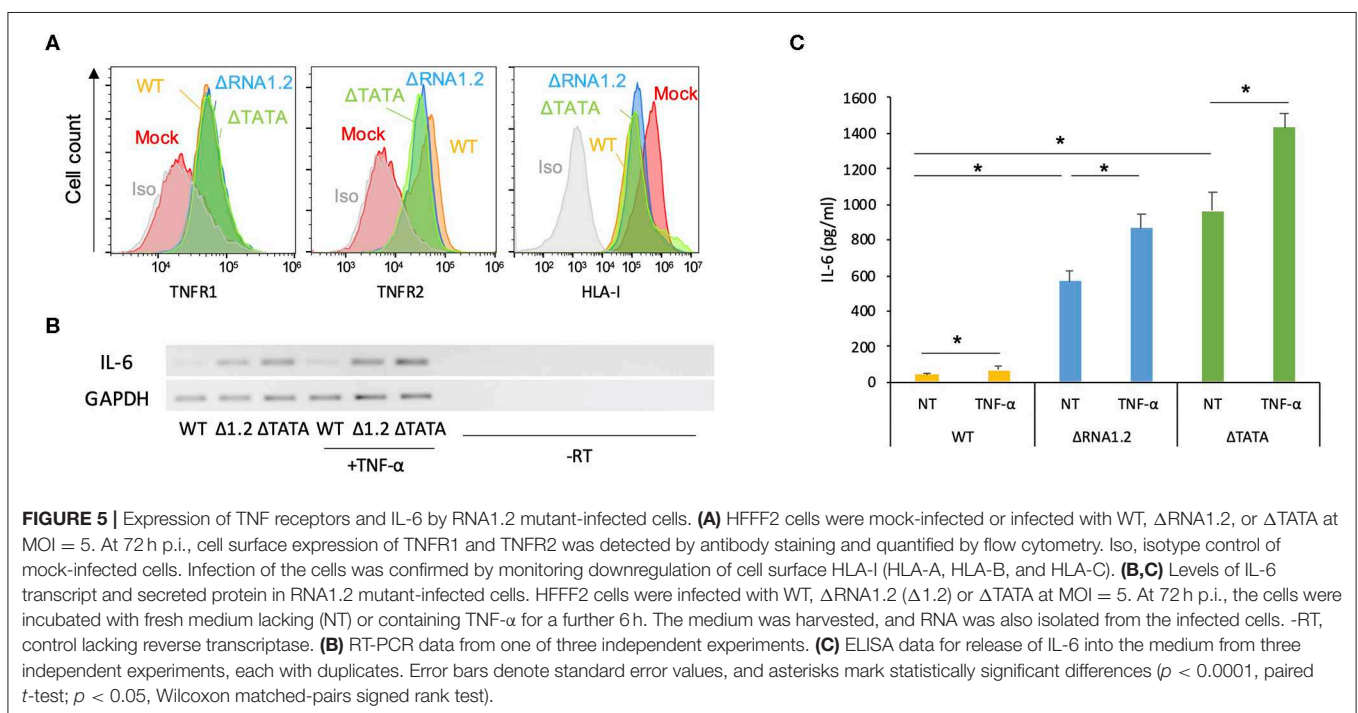 A
Cell count
WT
ΔRNA1.2
ΔTATA
Mock
Iso
10⁴ 10⁵ 10⁶
TNFR1
ΔRNA1.2
ΔTATA
Mock
WT
Iso
10³ 10⁴ 10⁵ 10⁶
TNFR2
ΔRNA1.2
Mock
ΔTATA
WT
Iso
10² 10³ 10⁴ 10⁵ 10⁶ 10⁷
HLA-I
B
IL-6
GAPDH
WT Δ1.2 ΔTATA WT Δ1.2 ΔTATA
+TNF-α
-RT
C
IL-6 (pg/ml)
1600
1400
1200
1000
800
600
400
200
0
* * * * *
NT TNF-α NT TNF-α NT TNF-α
WT ΔRNA1.2 ΔTATA
FIGURE 5 | Expression of TNF receptors and IL-6 by RNA1.2 mutant-infected cells. (A) HFFF2 cells were mock-infected or infected with WT, ΔRNA1.2, or ΔTATA at
MOI = 5. At 72 h p.i., cell surface expression of TNFR1 and TNFR2 was detected by antibody staining and quantified by flow cytometry. Iso, isotype control of
mock-infected cells. Infection of the cells was confirmed by monitoring downregulation of cell surface HLA-I (HLA-A, HLA-B, and HLA-C). (B,C) Levels of IL-6
transcript and secreted protein in RNA1.2 mutant-infected cells. HFFF2 cells were infected with WT, ΔRNA1.2 (Δ1.2) or ΔTATA at MOI = 5. At 72 h p.i., the cells were
incubated with fresh medium lacking (NT) or containing TNF-α for a further 6 h. The medium was harvested, and RNA was also isolated from the infected cells. -RT,
control lacking reverse transcriptase. (B) RT-PCR data from one of three independent experiments. (C) ELISA data for release of IL-6 into the medium from three
independent experiments, each with duplicates. Error bars denote standard error values, and asterisks mark statistically significant differences (p < 0.0001, paired
t-test; p < 0.05, Wilcoxon matched-pairs signed rank test).